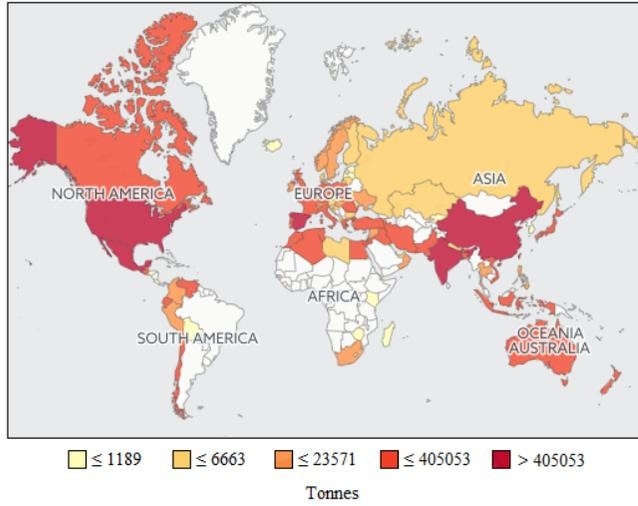 NORTH AMERICA
EUROPE
ASIA
AFRICA
SOUTH AMERICA
OCEANIA
AUSTRALIA
≤ 1189 ≤ 6663 ≤ 23571 ≤ 405053 > 405053
Tonnes